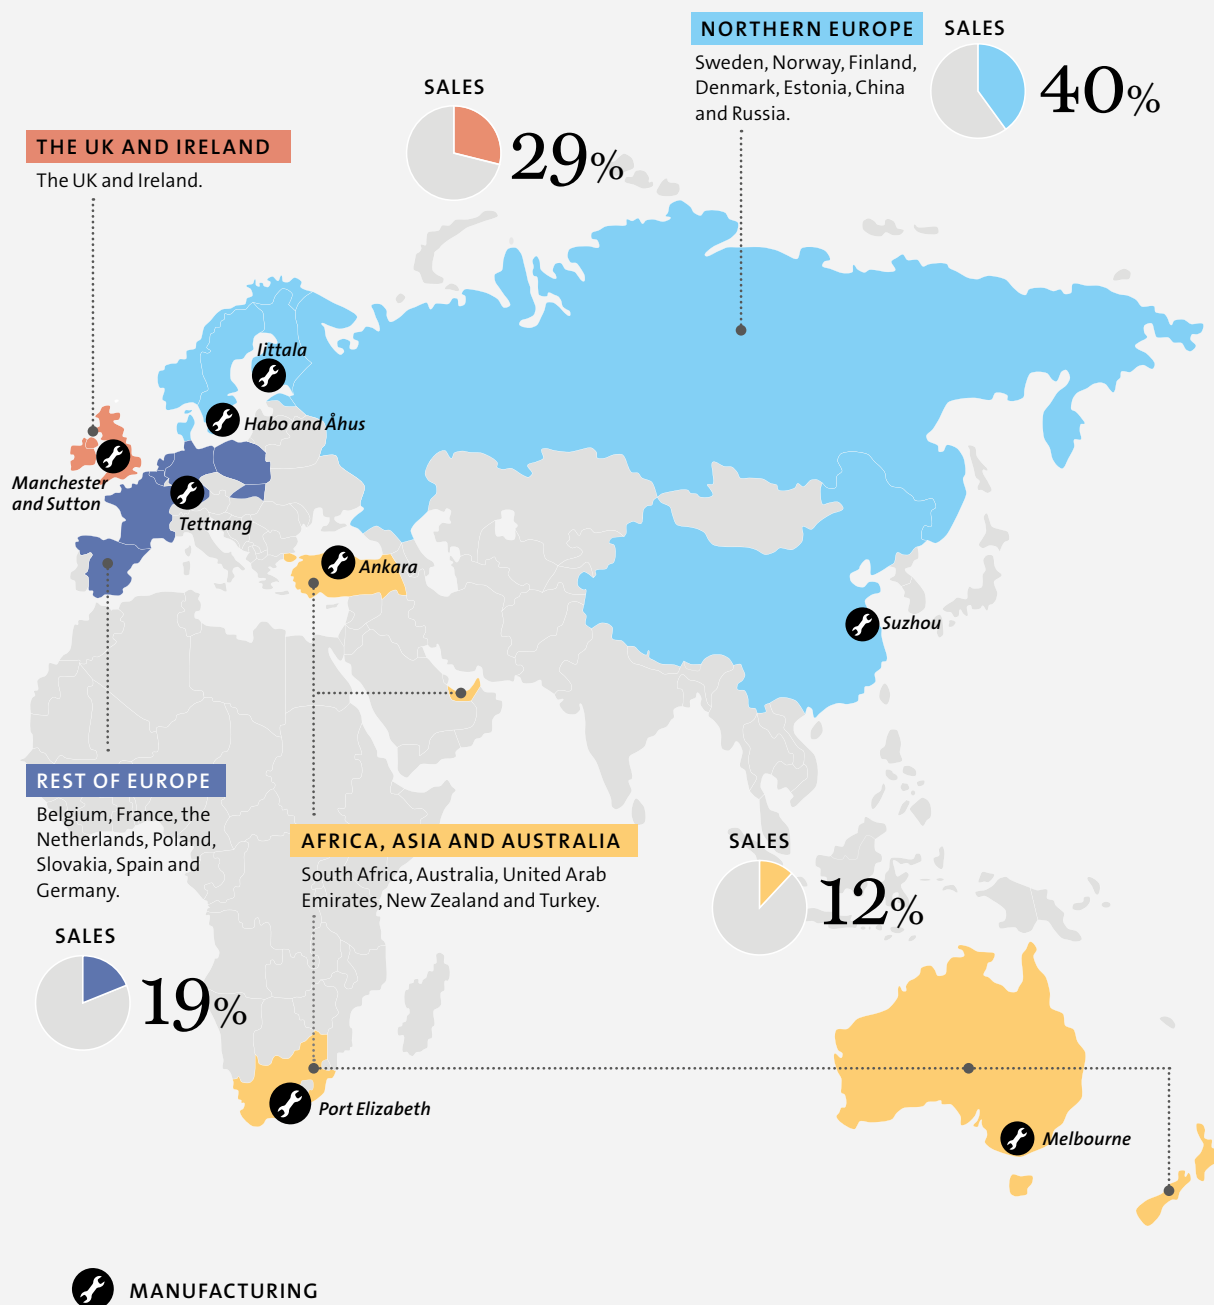 NORTHERN EUROPE
Sweden, Norway, Finland,
Denmark, Estonia, China
and Russia.
SALES
40%
SALES
29%
THE UK AND IRELAND
The UK and Ireland.
Iittala
Habo and Åhus
Manchester
and Sutton
Tettnang
Ankara
Suzhou
REST OF EUROPE
Belgium, France, the
Netherlands, Poland,
Slovakia, Spain and
Germany.
SALES
19%
AFRICA, ASIA AND AUSTRALIA
South Africa, Australia, United Arab
Emirates, New Zealand and Turkey.
SALES
12%
Port Elizabeth
Melbourne
MANUFACTURING